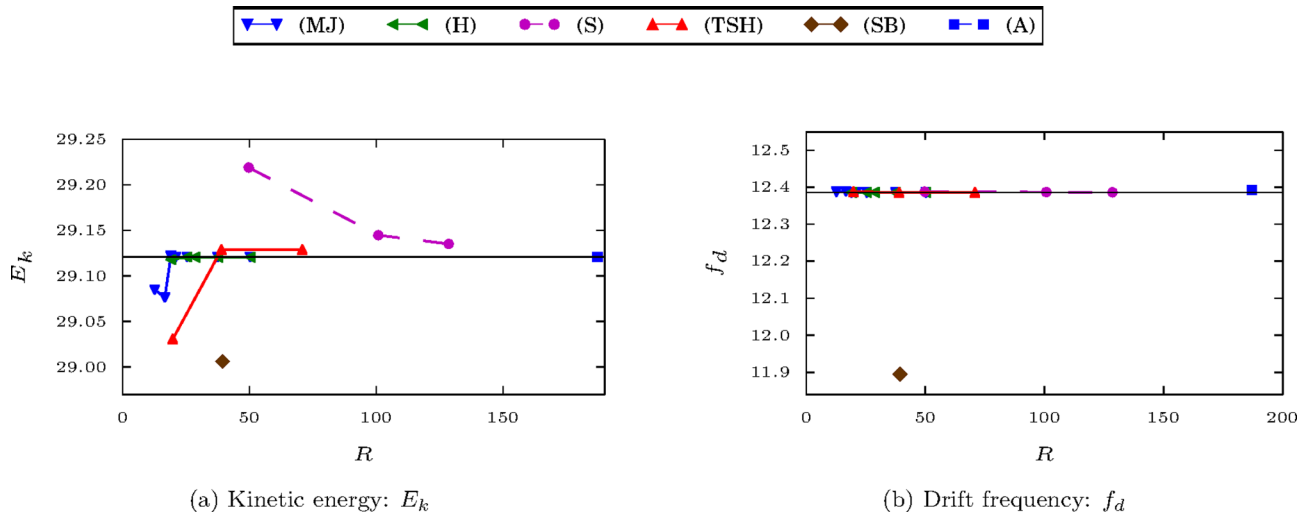 (MJ) (H) (S) (TSH) (SB) (A)
29.25
29.20
29.15
29.10
29.05
29.00
E_k
0 50 100 150
R
(a) Kinetic energy: E_k
12.5
12.4
12.3
12.2
12.1
12.0
11.9
f_d
0 50 100 150 200
R
(b) Drift frequency: f_d